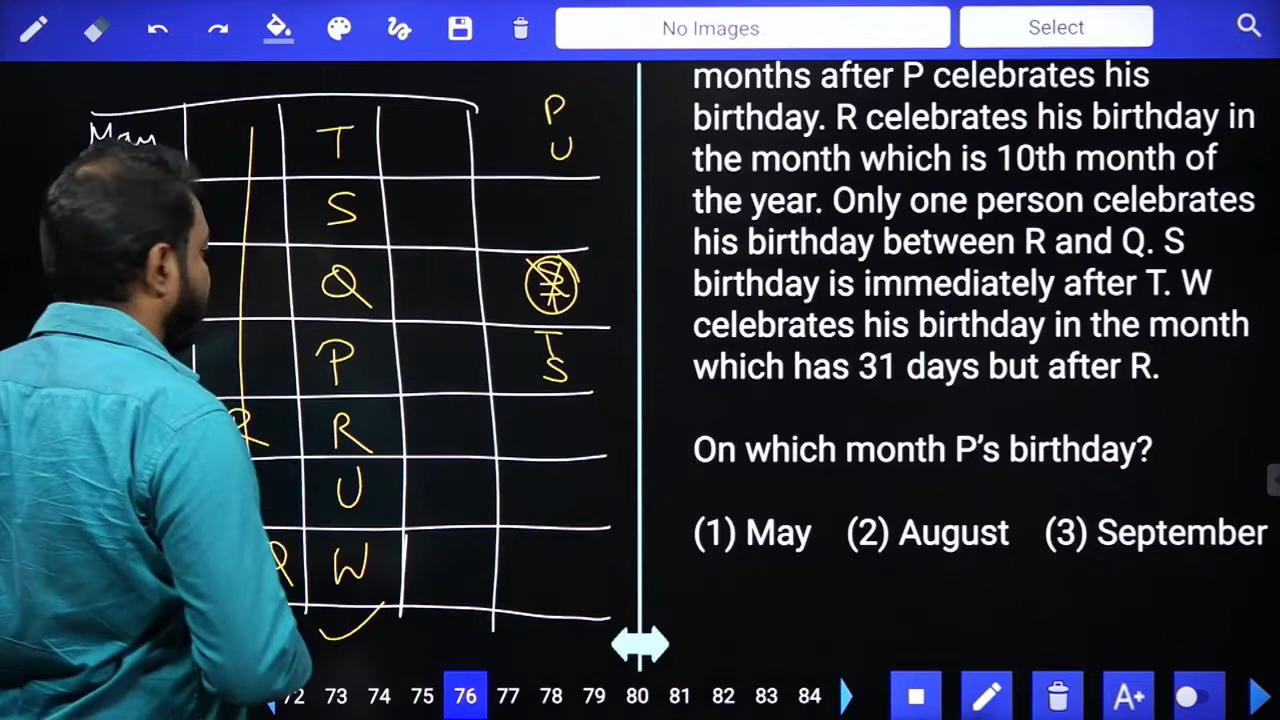 No Images
Select
months after P celebrates his
birthday. R celebrates his birthday in
the month which is 10th month of
the year. Only one person celebrates
his birthday between R and Q. S
birthday is immediately after T. W
celebrates his birthday in the month
which has 31 days but after R.
On which month P’s birthday?
(1) May (2) August (3) September
May T P
U
S
Q
P T
S
R R
U
W
72 73 74 75 76 77 78 79 80 81 82 83 84
A+